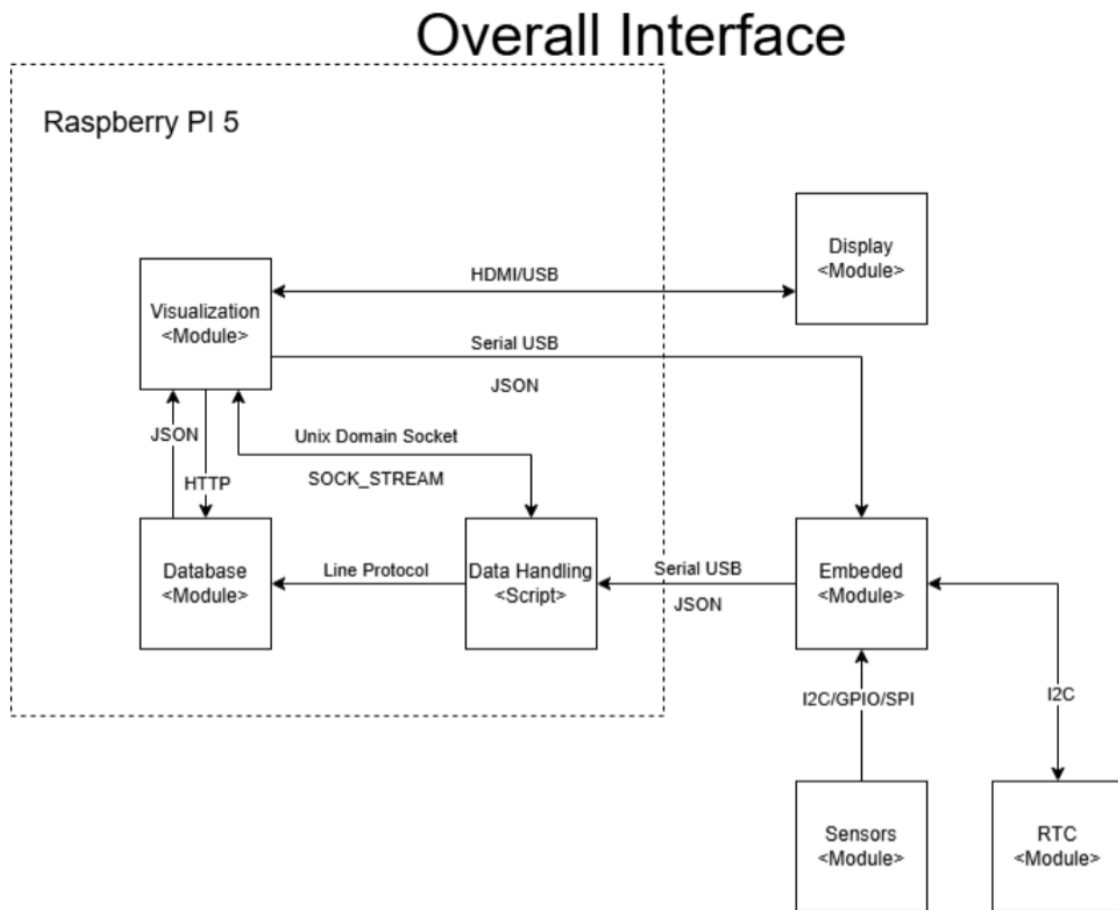 Overall Interface
Raspberry PI 5
Display
<Module>
HDMI/USB
Visualization
<Module>
Serial USB
JSON
JSON
Unix Domain Socket
HTTP
SOCK_STREAM
Database
<Module>
Line Protocol
Data Handling
<Script>
Serial USB
JSON
Embeded
<Module>
I2C/GPIO/SPI
I2C
Sensors
<Module>
RTC
<Module>